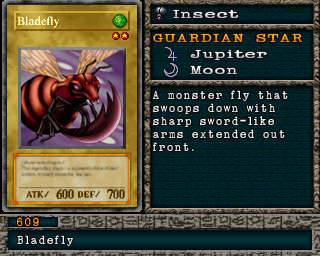 Bladefly
ATK/ 600 DEF/ 700
Insect
GUARDIAN STAR
Jupiter
Moon
A monster fly that
swoops down with
sharp sword-like
arms extended out
front.
609
Bladefly